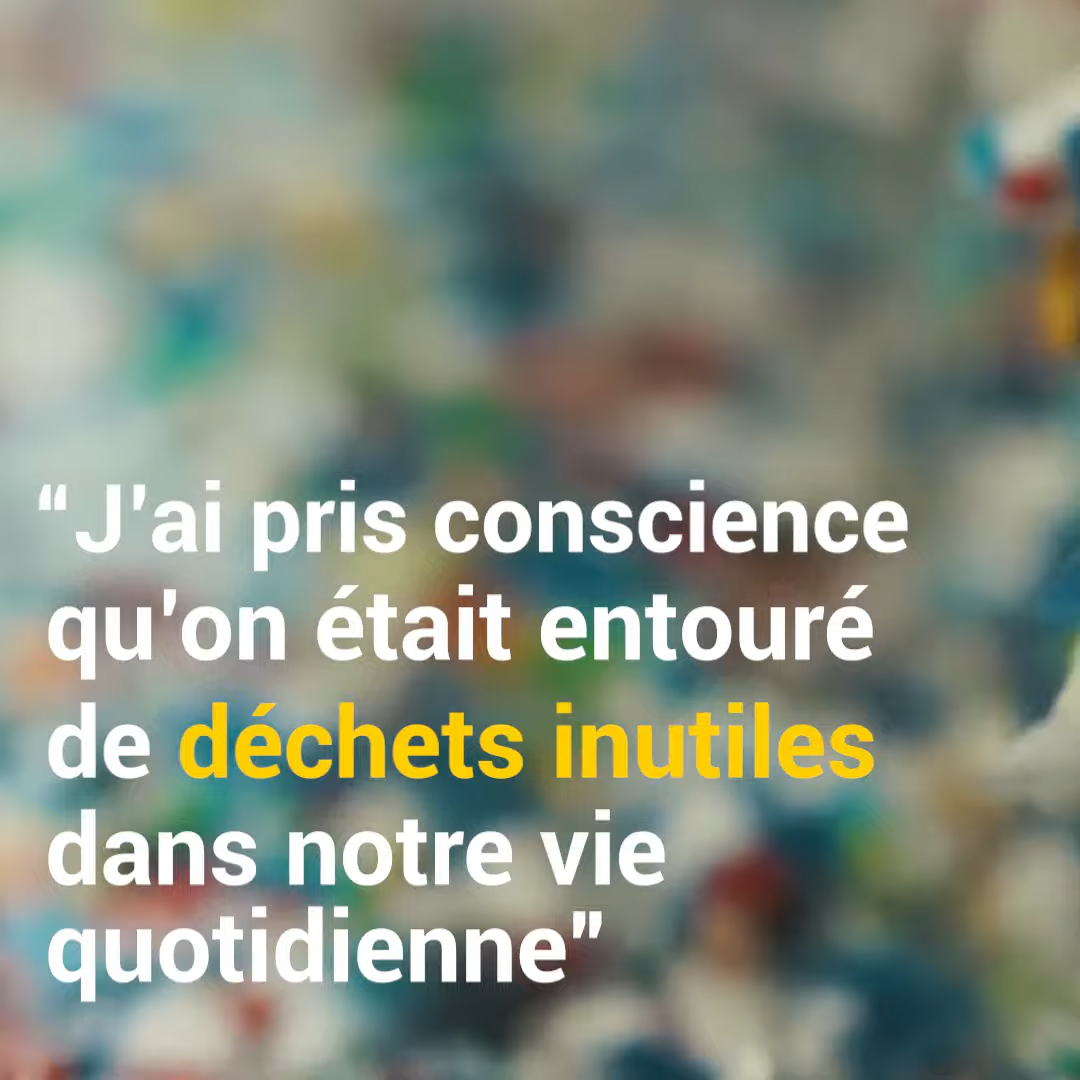 “J'ai pris conscience
qu'on était entouré
de déchets inutiles
dans notre vie
quotidienne”